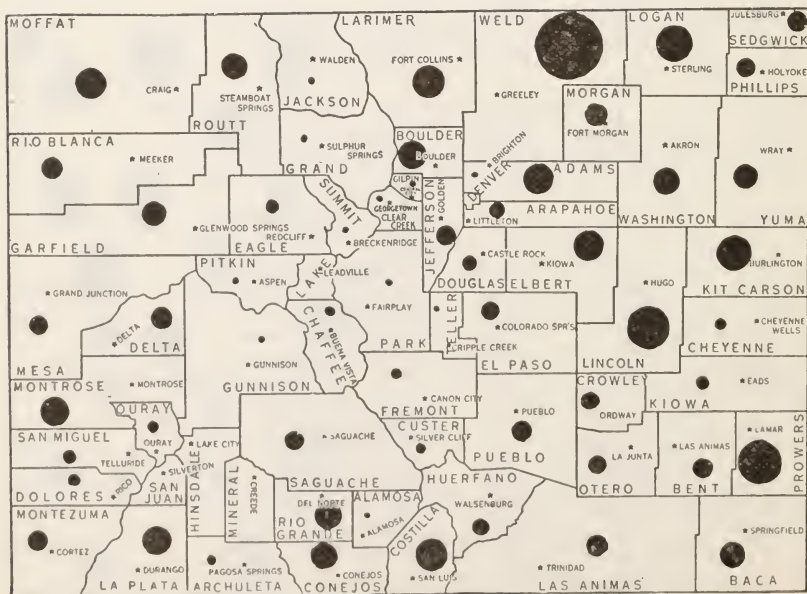 MOFFAT
CRAIG
STEAMBOAT
SPRINGS
ROUTT
WALDEN
JACKSON
LARIMER
FORT COLLINS
WELD
GREELEY
LOGAN
STERLING
JULESBURG
SEDGWICK
HOLYOKE
PHILLIPS
MORGAN
FORT MORGAN
RIO BLANCA
MEEKER
SULPHUR
SPRINGS
GRAND
BOULDER
BOULDER
GILPIN
BRIGHTON
ADAMS
DENVER
AKRON
WASHINGTON
WRAY
YUMA
GARFIELD
GLENWOOD SPRINGS
EAGLE
REDCLIFF
SUMMIT
BRECKENRIDGE
GEORGETOWN
CLEAR
CREEK
JEFFERSON
GOLDEN
LITTLETON
ARAPAHOE
PITKIN
ASPEN
LAKE
LEADVILLE
CASTLE ROCK
DOUGLAS
KIOWA
ELBERT
HUGO
LINCOLN
BURLINGTON
KIT CARSON
GRAND JUNCTION
MESA
DELTA
DELTA
GUNNISON
GUNNISON
CHAFFEE
BUENA VISTA
FAIRPLAY
PARK
TELLER
CRIPPLE CREEK
COLORADO SPR'S
EL PASO
CHEYENNE
WELLS
CHEYENNE
MONTROSE
MONTROSE
OURAY
OURAY
CANON CITY
FREMONT
CROWLEY
ORDWAY
EADS
KIOWA
SAN MIGUEL
TELLURIDE
LAKE CITY
SAGUACHE
SAGUACHE
CUSTER
SILVER CLIFF
PUEBLO
PUEBLO
LA JUNTA
OTERO
LAS ANIMAS
BENT
LAMAR
PROWERS
DOLORES
RICO
SILVERTON
SAN
JUAN
HINSDALE
MINERAL
CREEDE
DEL NORTE
RIO
GRANDE
ALAMOSA
ALAMOSA
HUERFANO
WALSENBURG
COSTILLA
MONTEZUMA
CORTEZ
DURANGO
LA PLATA
PAGOSA SPRINGS
ARCHULETA
CONEJOS
CONEJOS
SAN LUIS
TRINIDAD
LAS ANIMAS
SPRINGFIELD
BACA